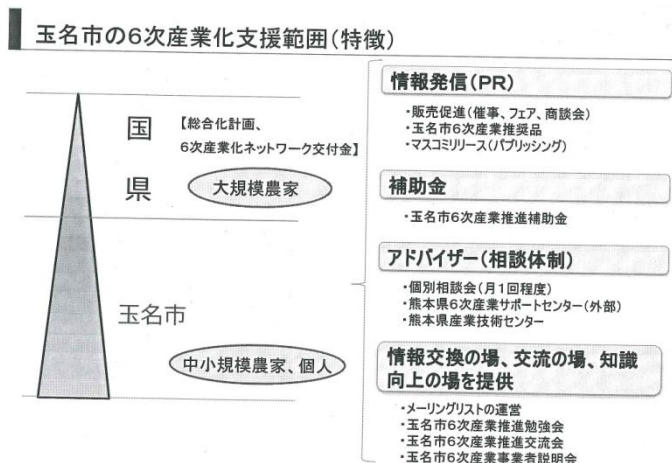 玉名市の6次産業化支援範囲(特徴)
国
【総合化計画、
6次産業化ネットワーク交付金】
県
大規模農家
玉名市
中小規模農家、個人
情報発信(PR)
・販売促進(催事、フェア、商談会)
・玉名市6次産業推奨品
・マスコミリリース(パブリッシング)
補助金
・玉名市6次産業推進補助金
アドバイザー(相談体制)
・個別相談会(月1回程度)
・熊本県6次産業サポートセンター(外部)
・熊本県産業技術センター
情報交換の場、交流の場、知識
向上の場を提供
・メーリングリストの運営
・玉名市6次産業推進勉強会
・玉名市6次産業推進交流会
・玉名市6次産業事業者説明会